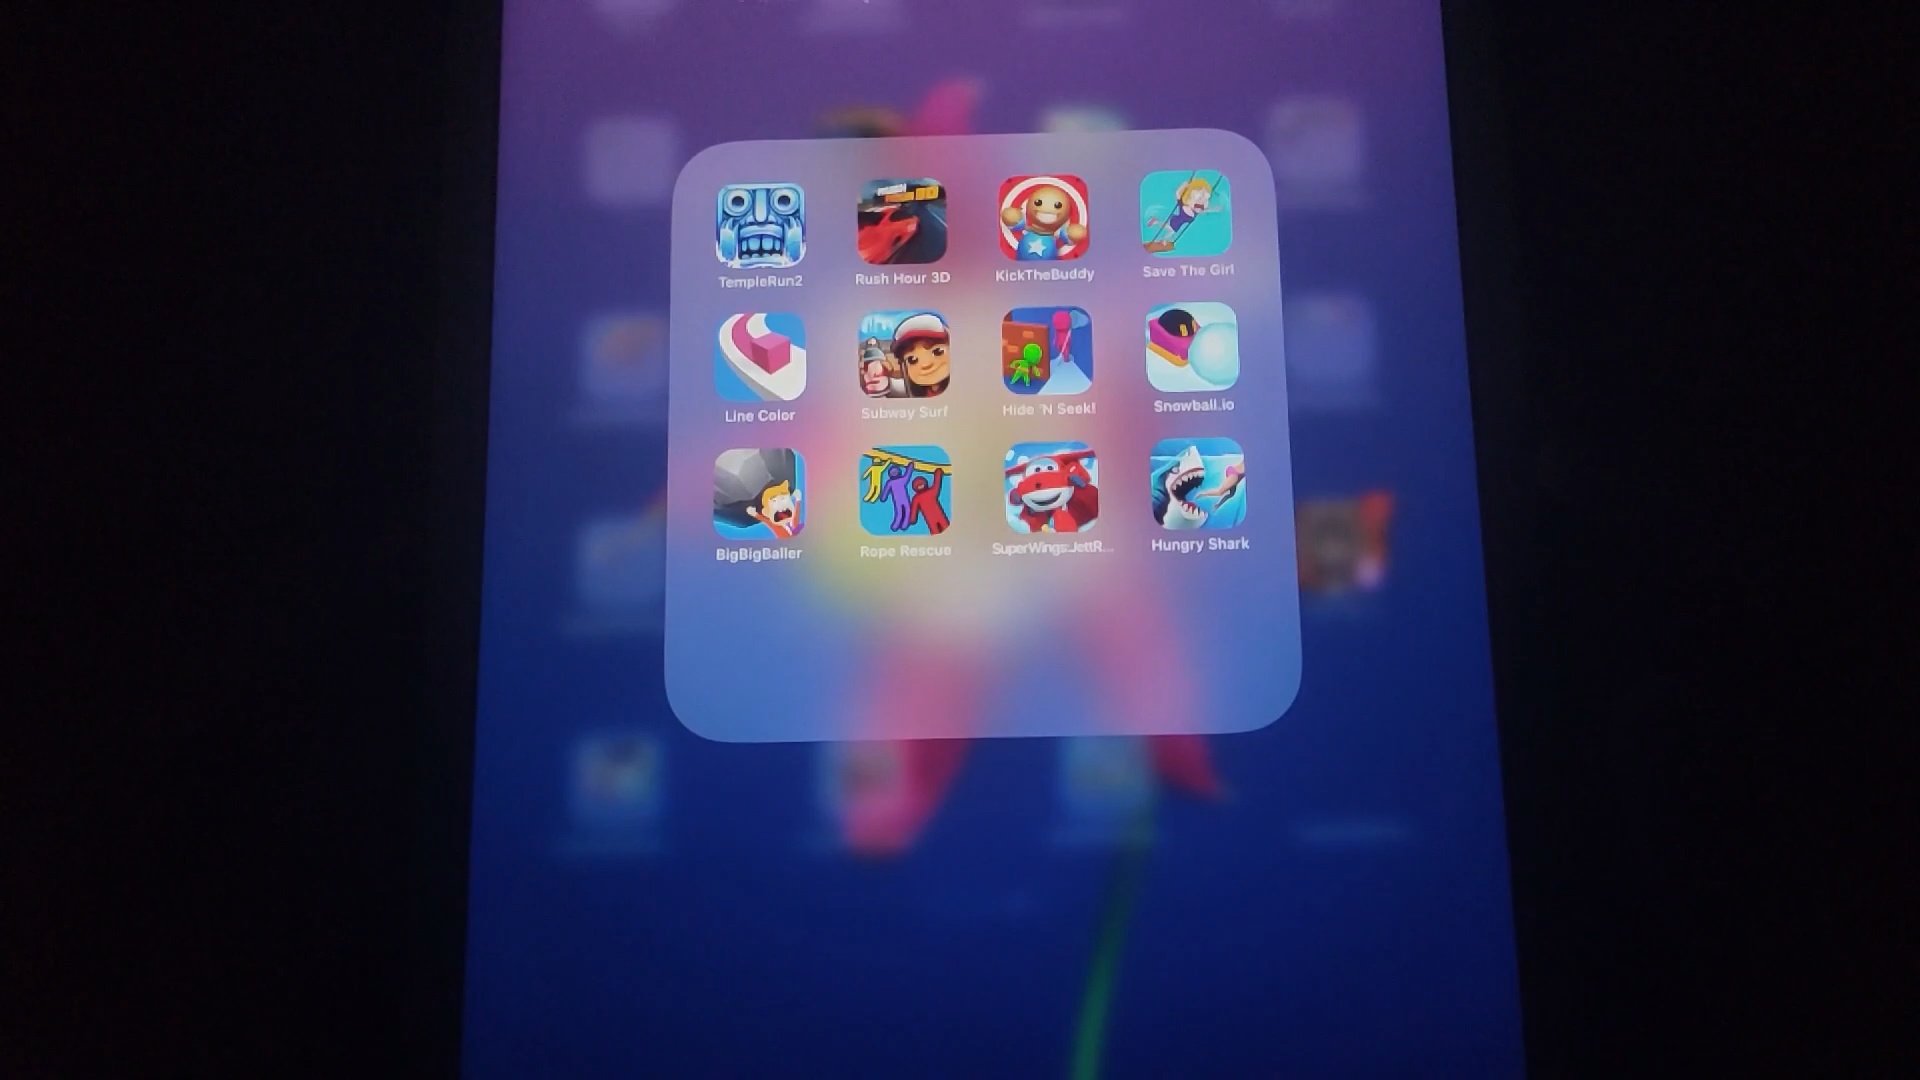 TempleRun2
Rush Hour 3D
KickTheBuddy
Save The Girl
Line Color
Subway Surf
Hide 'N Seek!
Snowball.io
BigBigBaller
Rope Rescue
SuperWings:JettR...
Hungry Shark